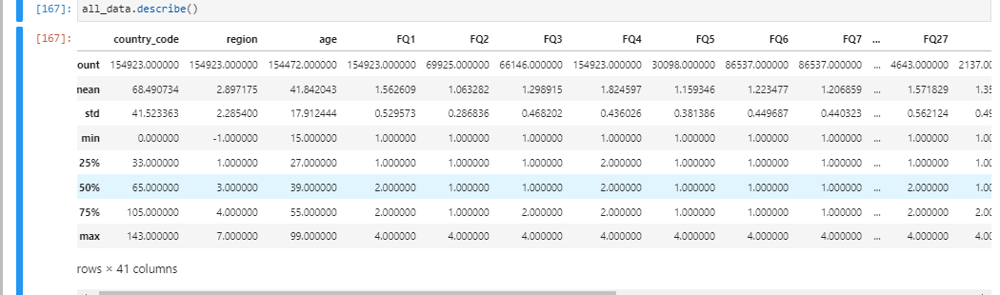 [167]: all_data.describe()
[167]:
country_code region age FQ1 FQ2 FQ3 FQ4 FQ5 FQ6 FQ7 ... FQ27
ount 154923.000000 154923.000000 154472.000000 154923.000000 69925.000000 66146.000000 154923.000000 30098.000000 86537.000000 86537.000000 ... 4643.000000 2137.00
nean 68.490734 2.897175 41.842043 1.562609 1.063282 1.298915 1.824597 1.159346 1.223477 1.206859 ... 1.571829 1.35
std 41.523363 2.285400 17.912444 0.529573 0.286836 0.468202 0.436026 0.381386 0.449687 0.440323 ... 0.562124 0.49
min 0.000000 -1.000000 15.000000 1.000000 1.000000 1.000000 1.000000 1.000000 1.000000 1.000000 ... 1.000000 1.00
25% 33.000000 1.000000 27.000000 1.000000 1.000000 1.000000 2.000000 1.000000 1.000000 1.000000 ... 1.000000 1.00
50% 65.000000 3.000000 39.000000 2.000000 1.000000 1.000000 2.000000 1.000000 1.000000 1.000000 ... 2.000000 1.00
75% 105.000000 4.000000 55.000000 2.000000 1.000000 2.000000 2.000000 1.000000 1.000000 1.000000 ... 2.000000 2.00
max 143.000000 7.000000 99.000000 4.000000 4.000000 4.000000 4.000000 4.000000 4.000000 4.000000 ... 4.000000 4.00
rows × 41 columns